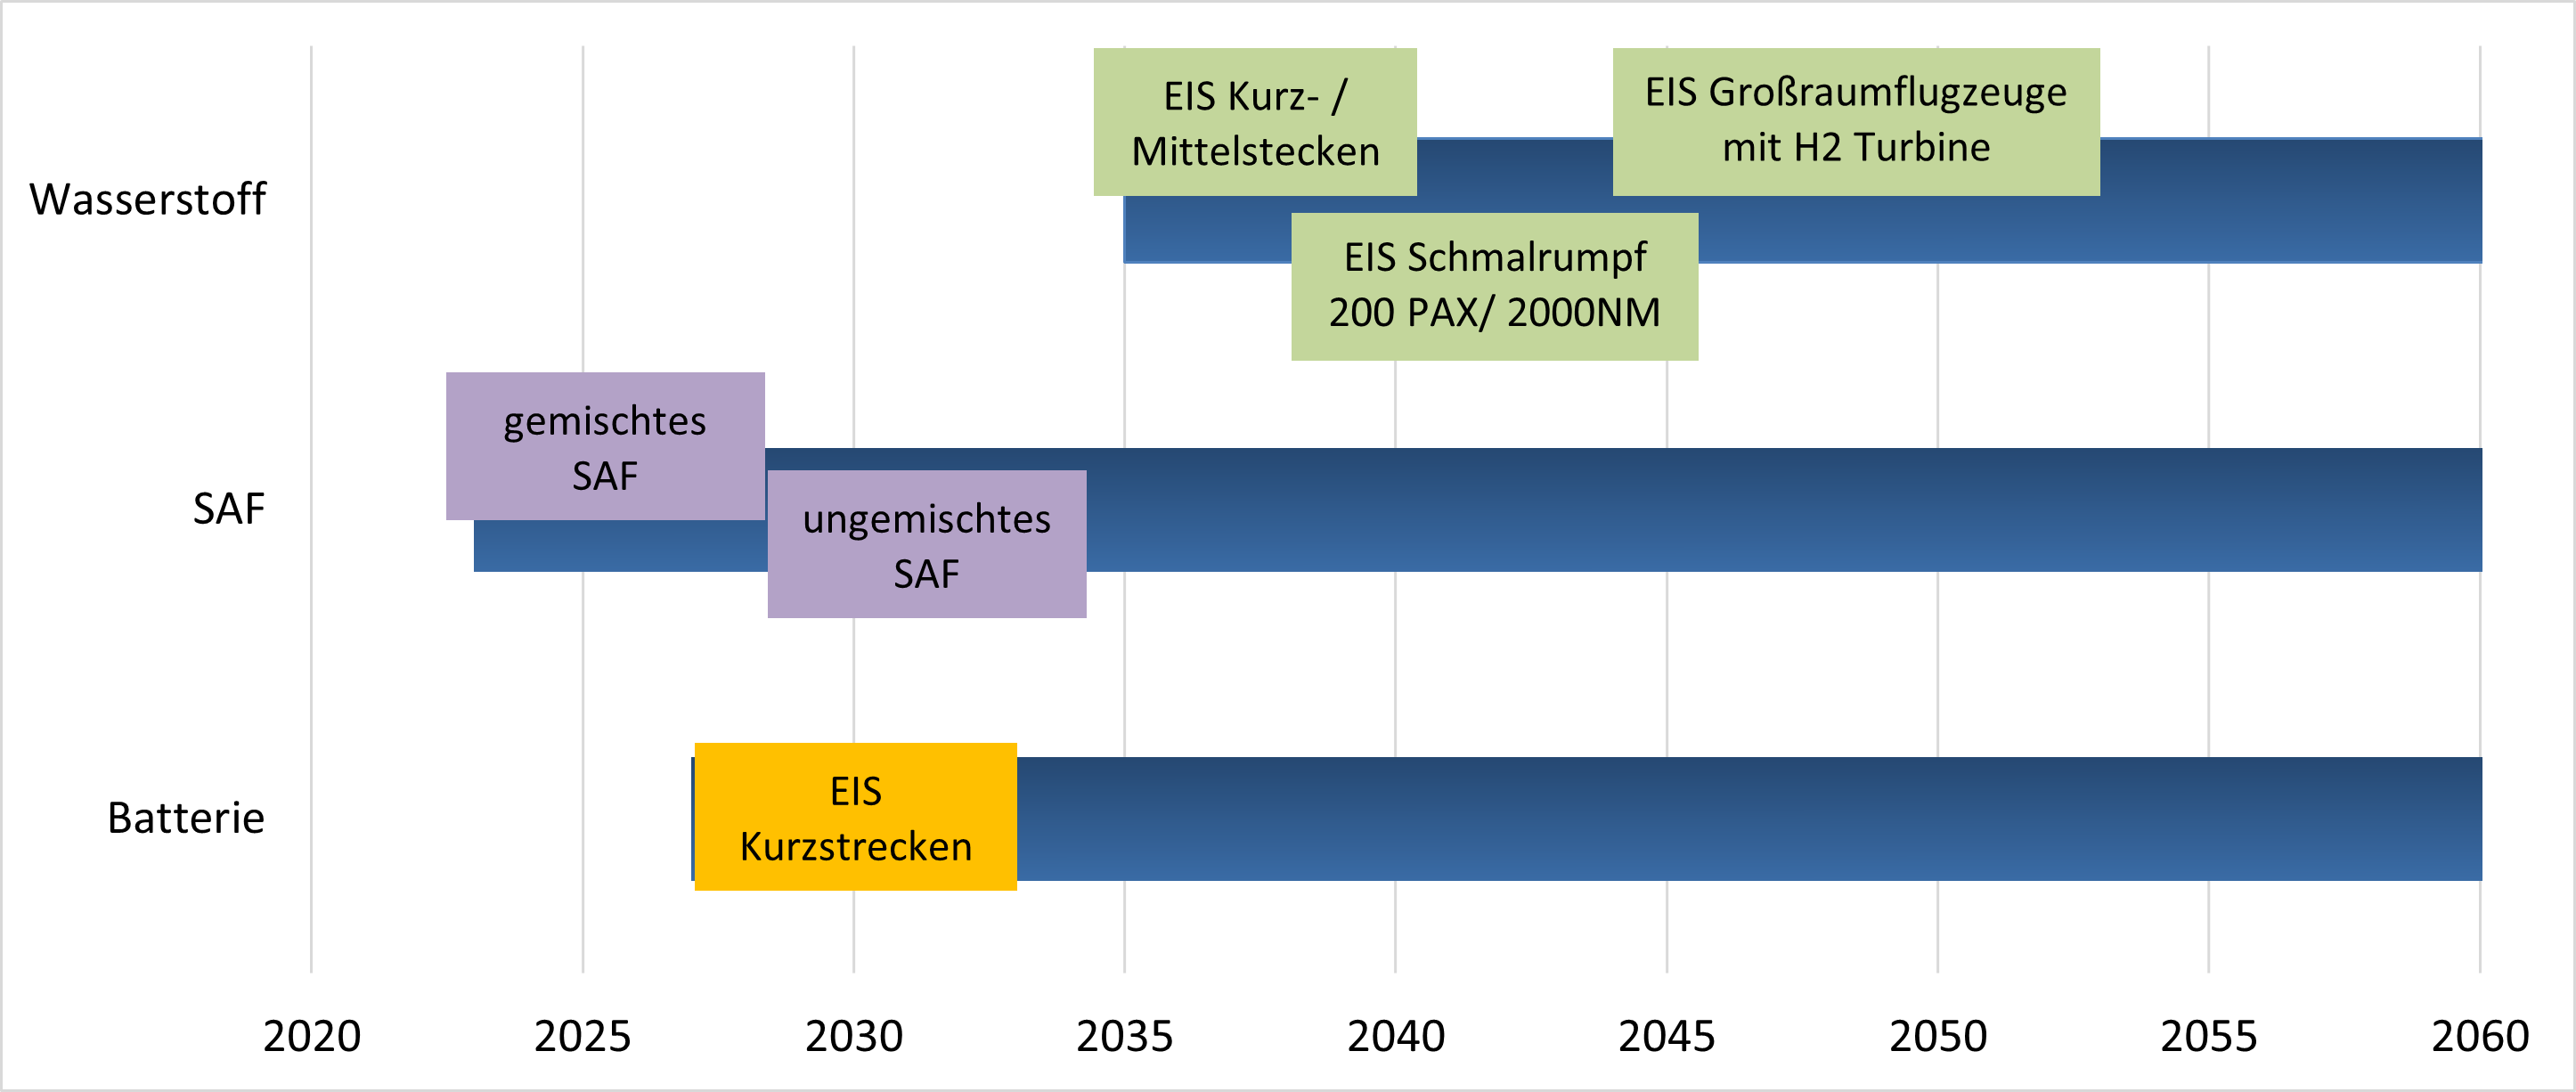 EIS Kurz- /
Mittelstecken
EIS Großraumflugzeuge
mit H2 Turbine
Wasserstoff
EIS Schmalrumpf
200 PAX/ 2000NM
gemischtes
SAF
SAF
ungemischtes
SAF
EIS
Kurzstrecken
Batterie
2020 2025 2030 2035 2040 2045 2050 2055 2060